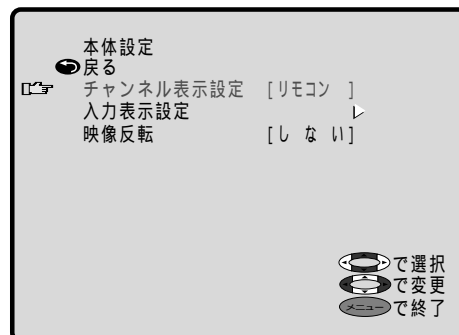 本体設定
戻る
チャンネル表示設定 [リモコン ]
入力表示設定
映像反転 [し な い]
で選択
で変更
メニュー で終了